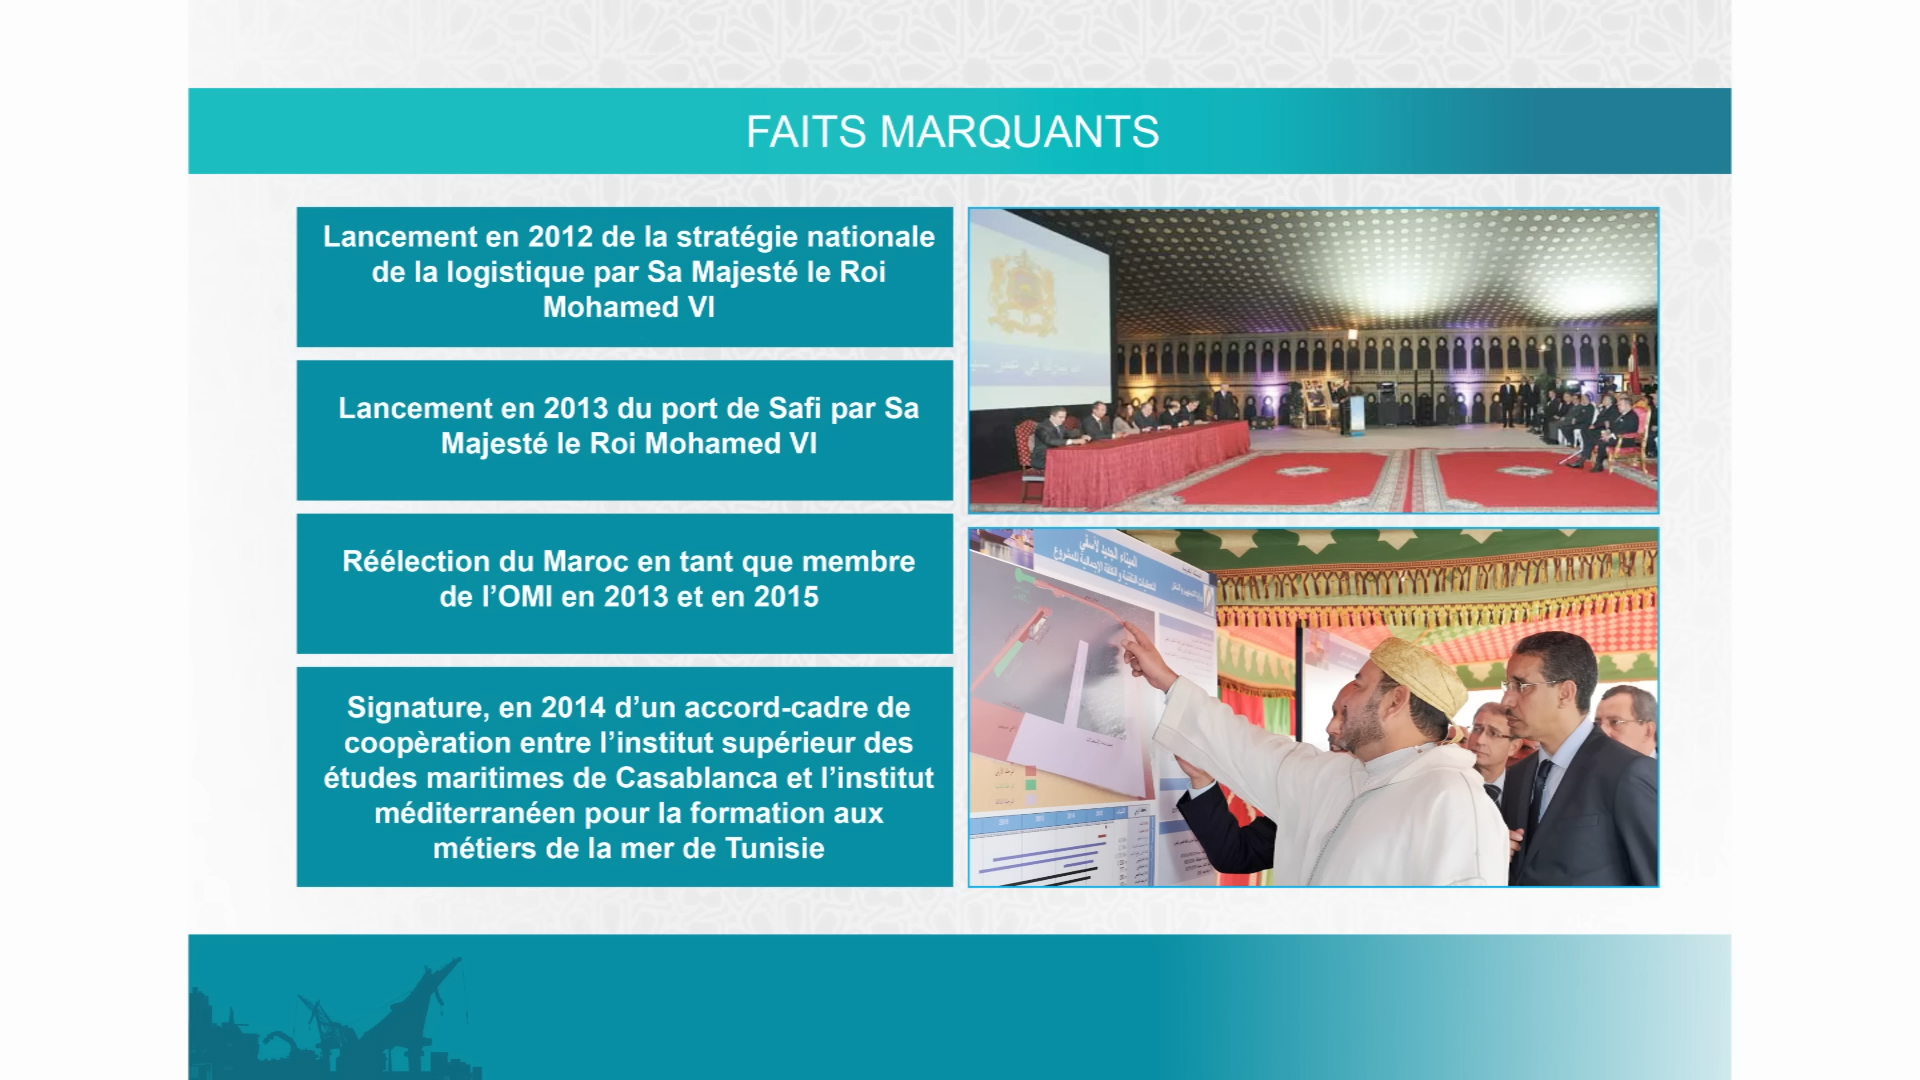 FAITS MARQUANTS
Lancement en 2012 de la stratégie nationale
de la logistique par Sa Majesté le Roi
Mohamed VI
Lancement en 2013 du port de Safi par Sa
Majesté le Roi Mohamed VI
Réélection du Maroc en tant que membre
de l’OMI en 2013 et en 2015
Signature, en 2014 d’un accord-cadre de
coopèration entre l’institut supérieur des
études maritimes de Casablanca et l’institut
méditerranéen pour la formation aux
métiers de la mer de Tunisie
الميناء الجديد لآسفي